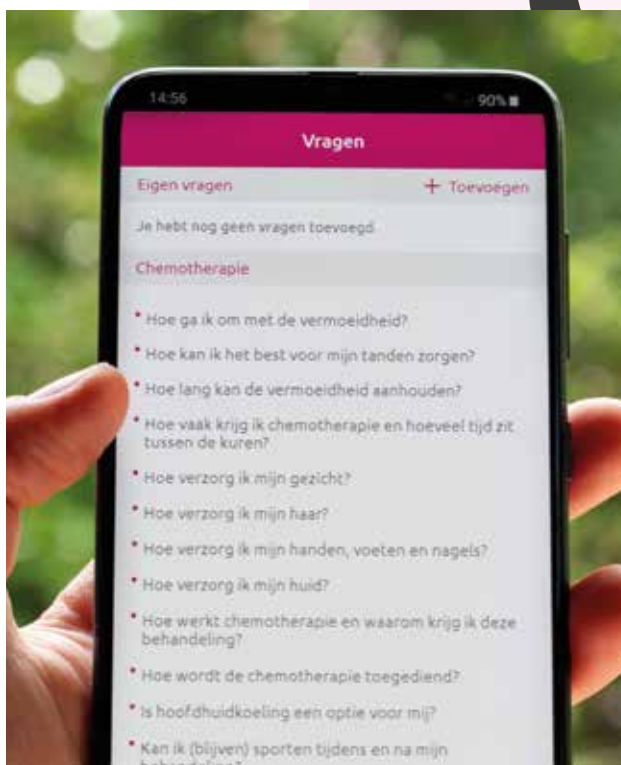 14:56 90%
Vragen
Eigen vragen + Toevoegen
Je hebt nog geen vragen toevoegd.
Chemotherapie
• Hoe ga ik om met de vermoeidheid?
• Hoe kan ik het best voor mijn tanden zorgen?
• Hoe lang kan de vermoeidheid aanhouden?
• Hoe vaak krijg ik chemotherapie en hoeveel tijd zit
tussen de kuren?
• Hoe verzorg ik mijn gezicht?
• Hoe verzorg ik mijn haar?
• Hoe verzorg ik mijn handen, voeten en nagels?
• Hoe verzorg ik mijn huid?
• Hoe werkt chemotherapie en waarom krijg ik deze
behandeling?
• Hoe wordt de chemotherapie toegediend?
• Is hoofdhuidkoeling een optie voor mij?
• Kan ik (blijven) sporten tijdens en na mijn
behandeling?